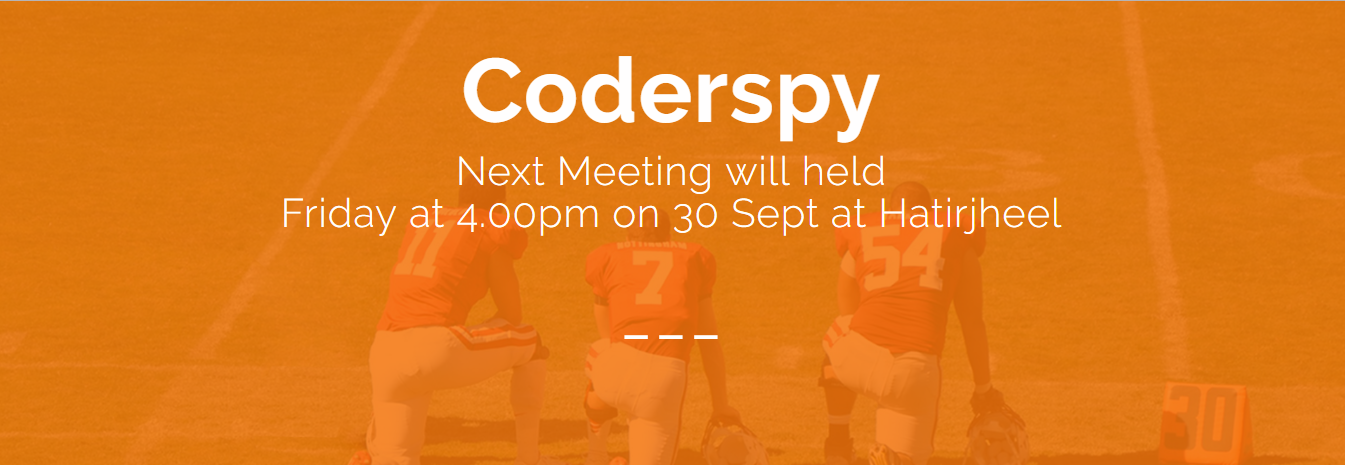 Coderspy
Next Meeting will held
Friday at 4.00pm on 30 Sept at Hatirjheel
11
7
54
30